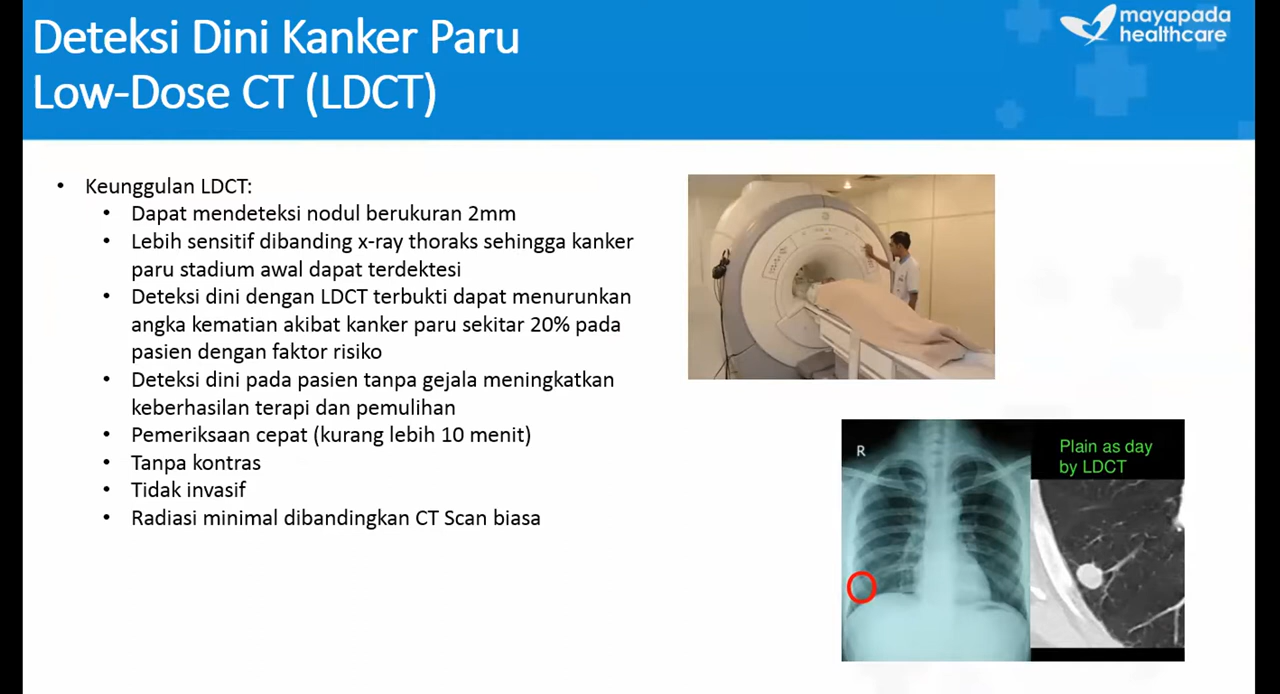 Deteksi Dini Kanker Paru
Low-Dose CT (LDCT)
mayapada
healthcare
• Keunggulan LDCT:
• Dapat mendeteksi nodul berukuran 2mm
• Lebih sensitif dibanding x-ray thoraks sehingga kanker
paru stadium awal dapat terdektesi
• Deteksi dini dengan LDCT terbukti dapat menurunkan
angka kematian akibat kanker paru sekitar 20% pada
pasien dengan faktor risiko
• Deteksi dini pada pasien tanpa gejala meningkatkan
keberhasilan terapi dan pemulihan
• Pemeriksaan cepat (kurang lebih 10 menit)
• Tanpa kontras
• Tidak invasif
• Radiasi minimal dibandingkan CT Scan biasa
R
Plain as day
by LDCT